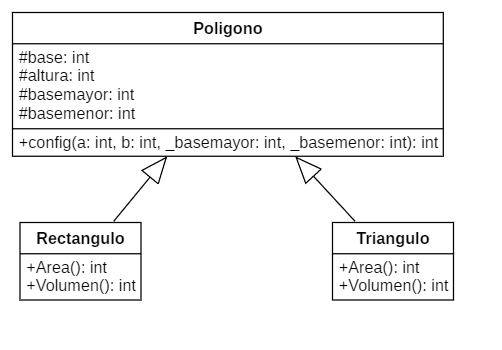 Poligono
#base: int
#altura: int
#basemayor: int
#basemenor: int
+config(a: int, b: int, _basemayor: int, _basemenor: int): int
Rectangulo
+Area(): int
+Volumen(): int
Triangulo
+Area(): int
+Volumen(): int